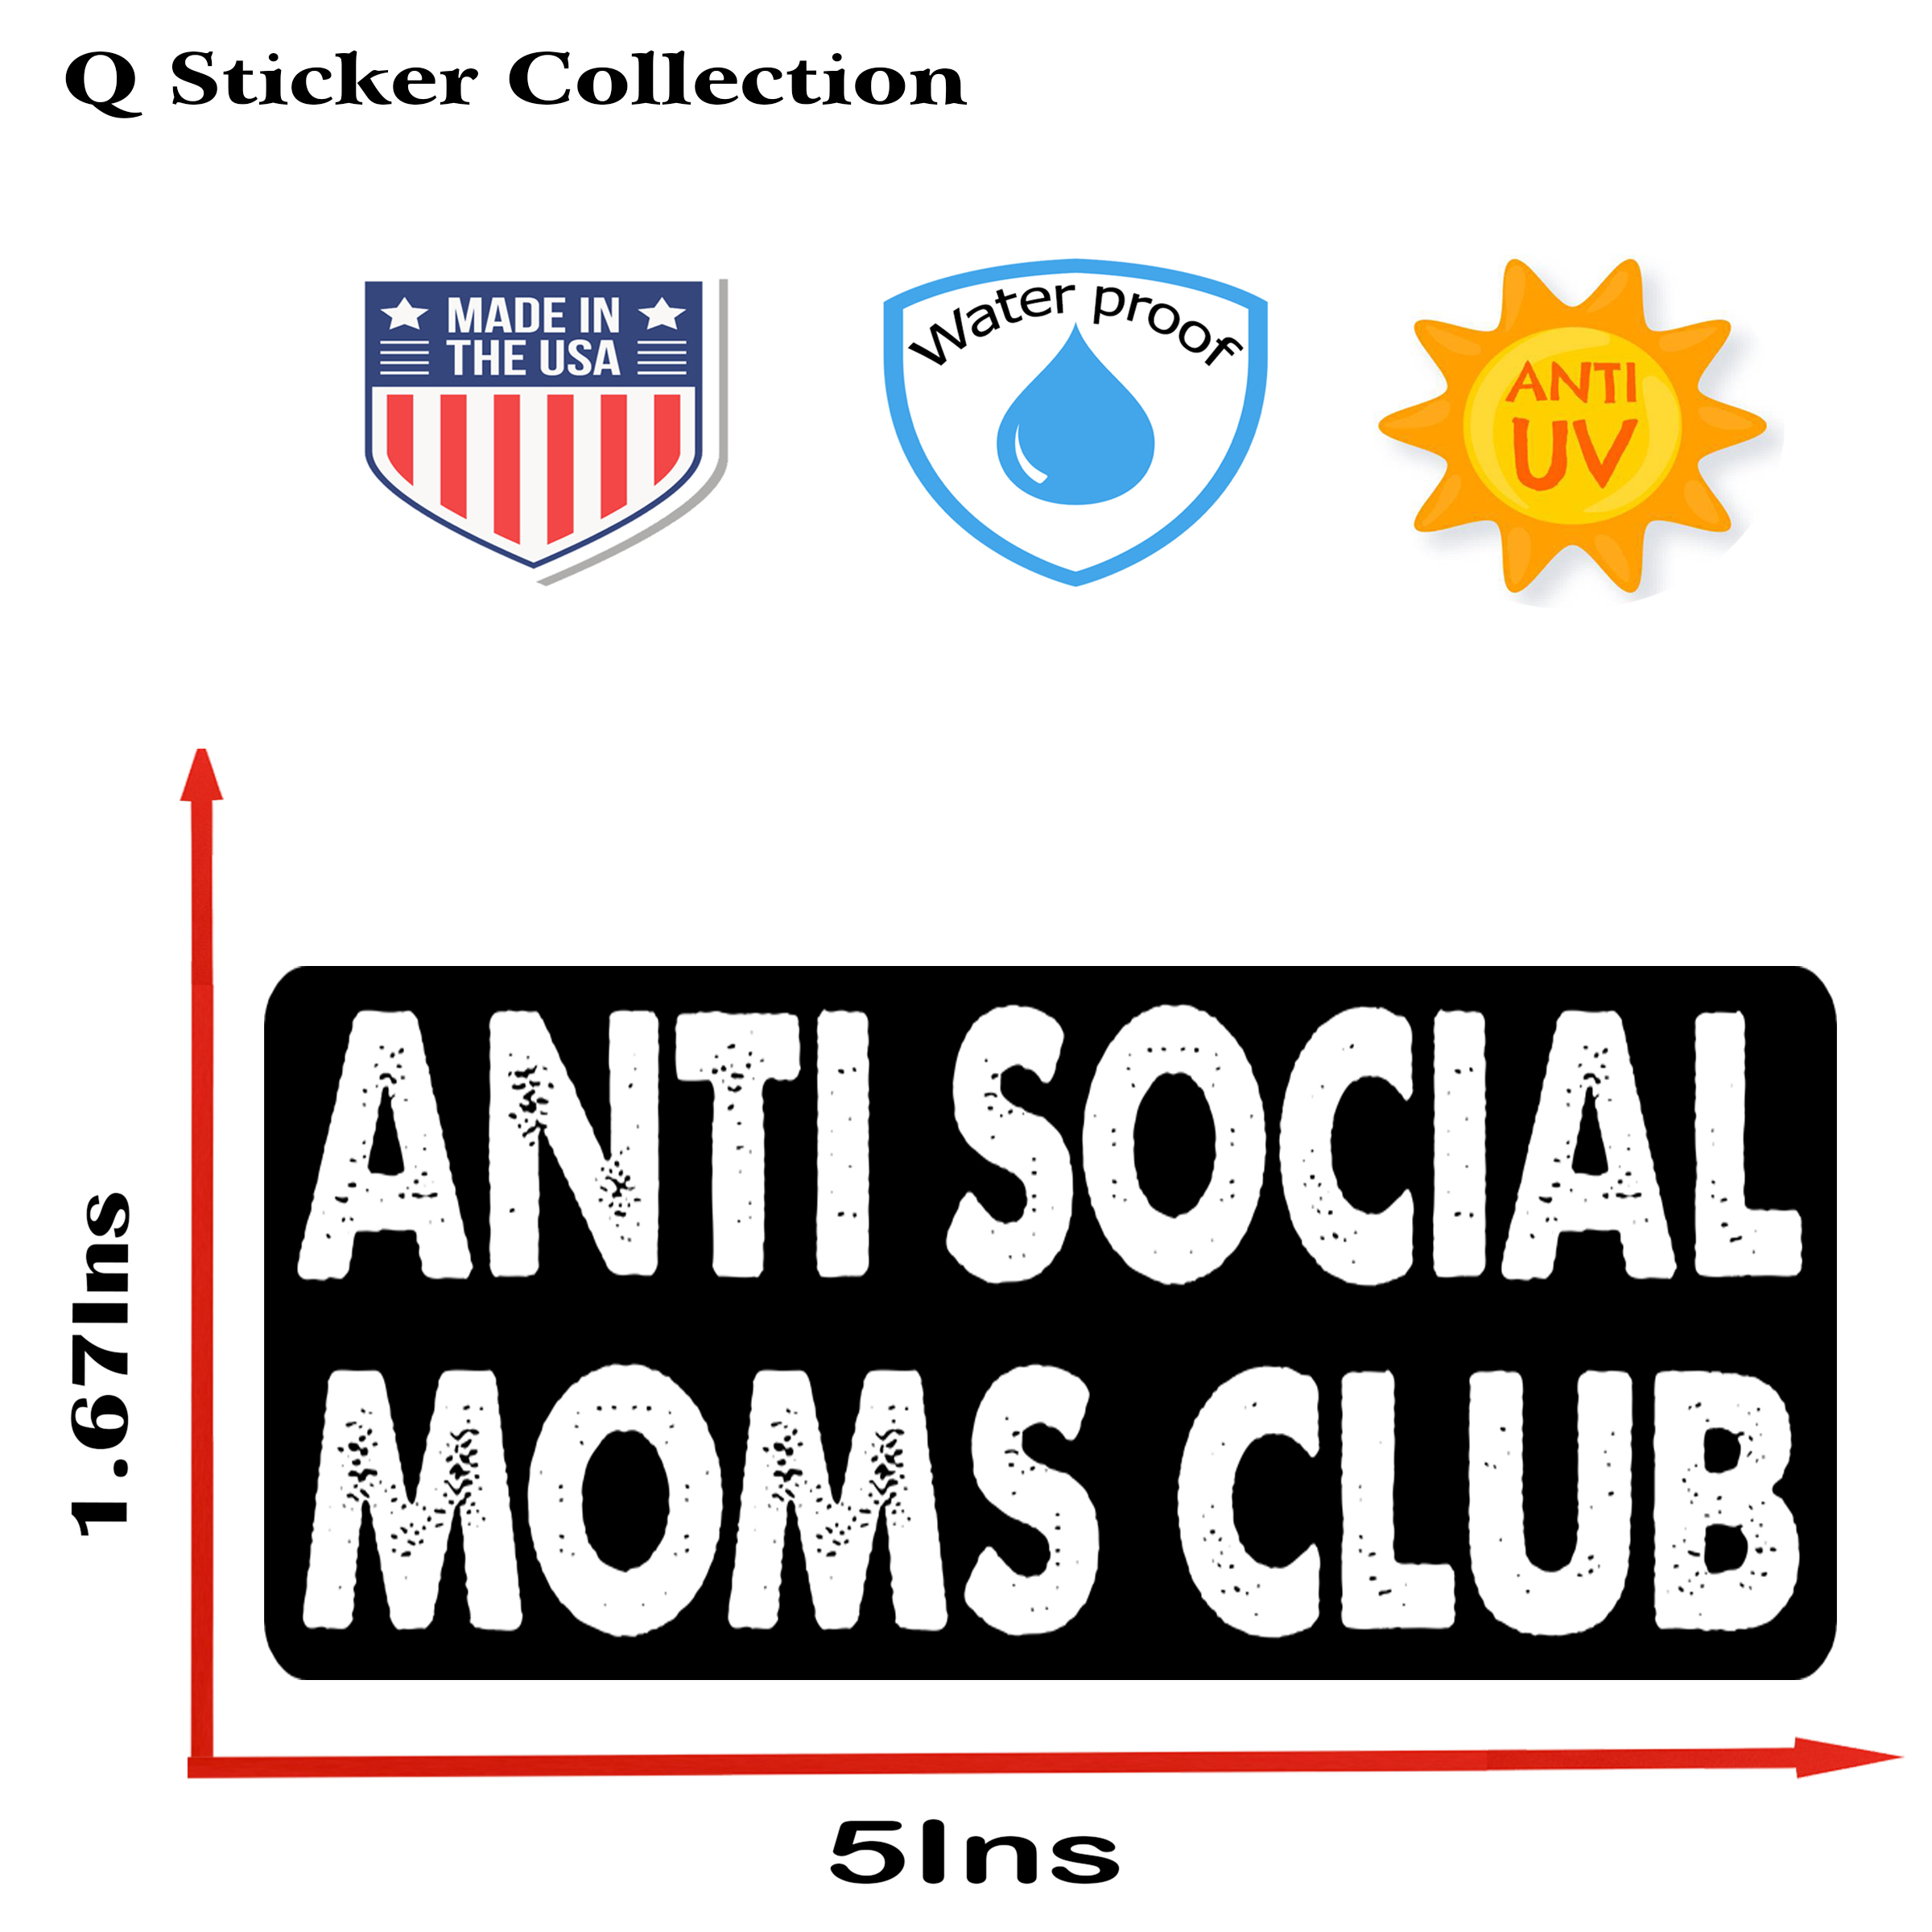 Q Sticker Collection
MADE IN
THE USA
Water proof
ANTI
UV
1.67Ins
ANTI SOCIAL
MOMS CLUB
5Ins